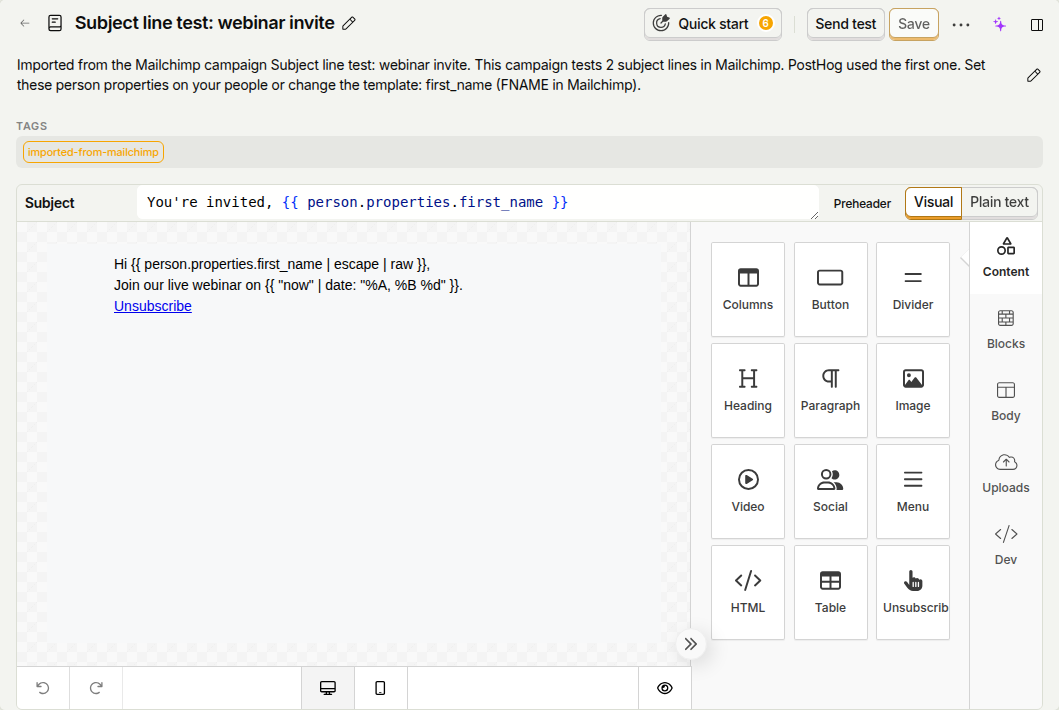 Subject line test: webinar invite
Quick start 6
Send test
Save
Imported from the Mailchimp campaign Subject line test: webinar invite. This campaign tests 2 subject lines in Mailchimp. PostHog used the first one. Set
these person properties on your people or change the template: first_name (FNAME in Mailchimp).
TAGS
imported-from-mailchimp
Subject
You're invited, {{ person.properties.first_name }}
Preheader
Visual
Plain text
Hi {{ person.properties.first_name | escape | raw }},
Join our live webinar on {{ "now" | date: "%A, %B %d" }}.
Unsubscribe
Columns
Button
Divider
Heading
Paragraph
Image
Video
Social
Menu
HTML
Table
Unsubscrib
Content
Blocks
Body
Uploads
Dev